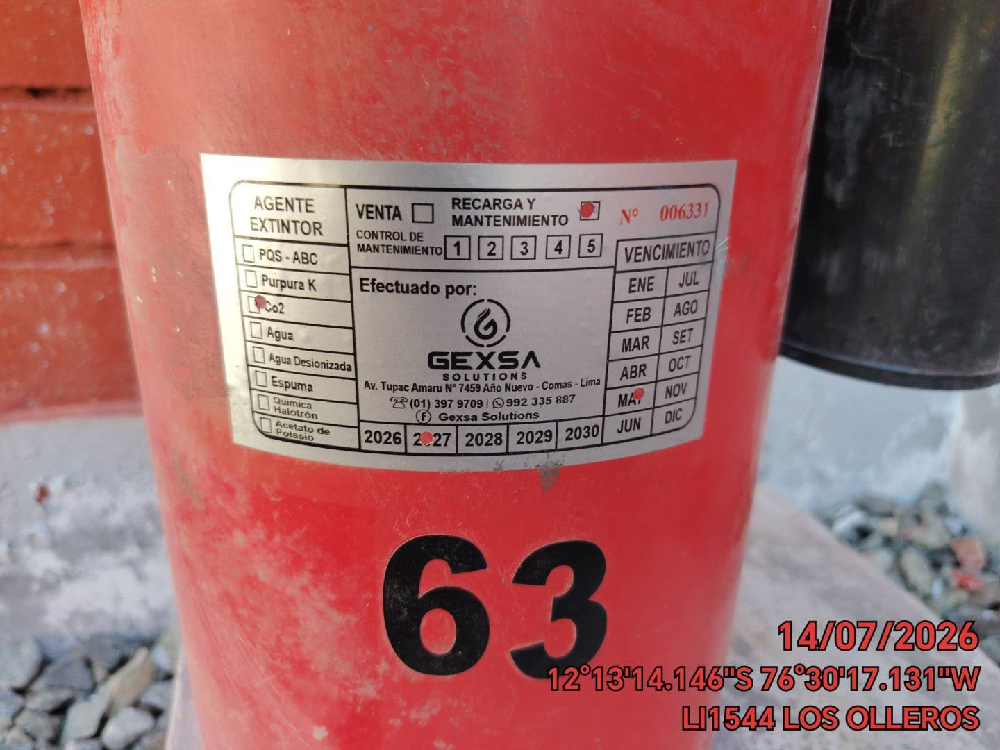 AGENTE
EXTINTOR
PQS - ABC
Purpura K
Co2
Agua
Agua Desionizada
Espuma
Quimica
Halotrón
Acetato de
Potasio
VENTA
RECARGA Y
MANTENIMIENTO
N° 006331
CONTROL DE
MANTENIMIENTO 1 2 3 4 5
Efectuado por:
GEXSA
SOLUTIONS
Av. Tupac Amaru N° 7459 Año Nuevo - Comas - Lima
(01) 397 9709 | 992 335 887
Gexsa Solutions
2026 2027 2028 2029 2030
VENCIMIENTO
ENE JUL
FEB AGO
MAR SET
ABR OCT
MAY NOV
JUN DIC
63
14/07/2026
12°13'14.146"S 76°30'17.131"W
LI1544 LOS OLLEROS